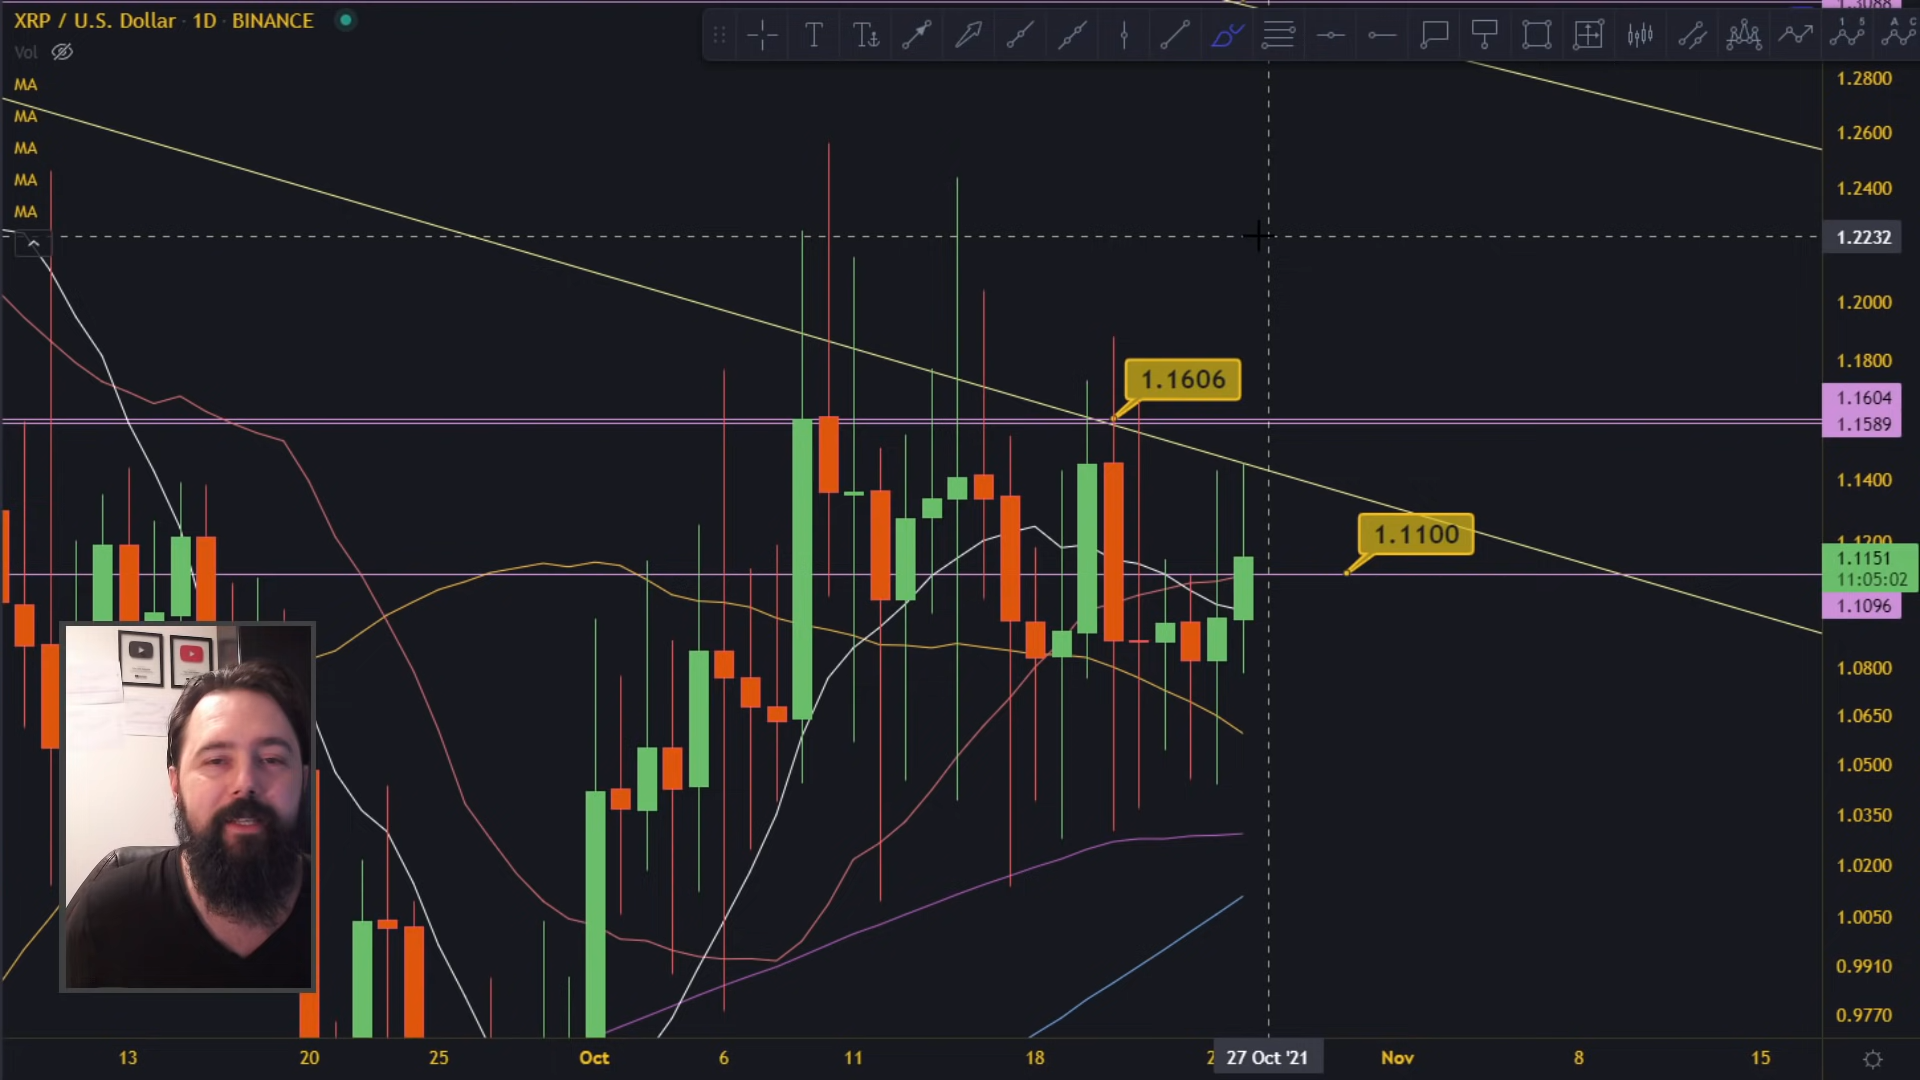 XRP / U.S. Dollar · 1D · BINANCE
Vol
MA
MA
MA
MA
MA
1.2800
1.2600
1.2400
1.2232
1.2000
1.1800
1.1606
1.1604
1.1589
1.1400
1.1100
1.1200
1.1151
11:05:02
1.1096
1.0800
1.0650
1.0500
1.0350
1.0200
1.0050
0.9910
0.9770
13 20 25 Oct 6 11 18 27 Oct '21 Nov 8 15